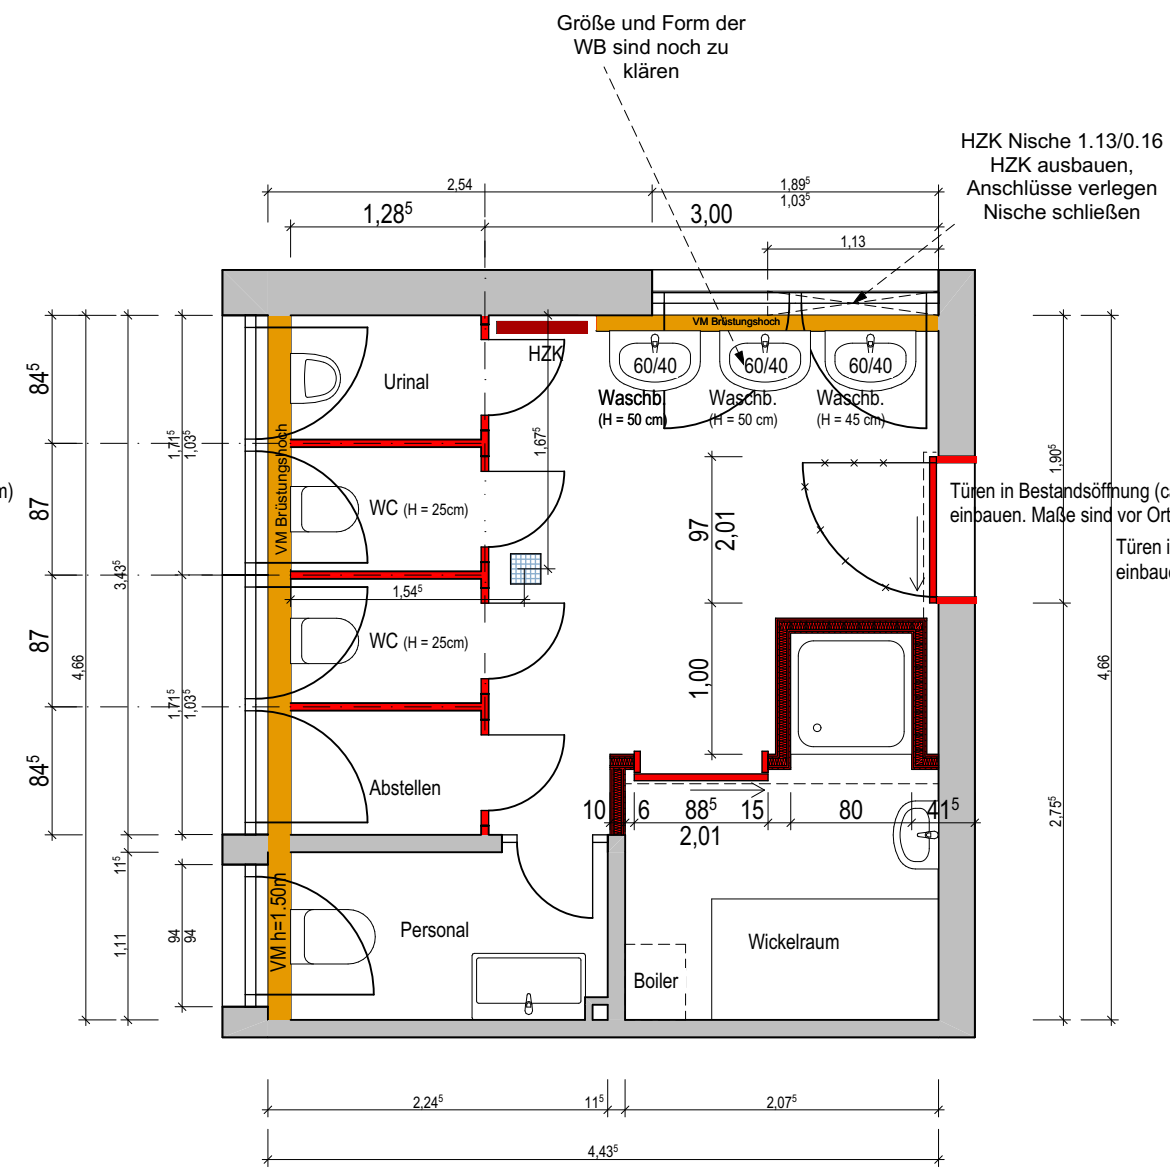 Größe und Form der
WB sind noch zu
klären
HZK Nische 1.13/0.16
HZK ausbauen,
Anschlüsse verlegen
Nische schließen
2,54
1,89⁵
1,03⁵
1,28⁵
3,00
1,13
VM Brüstungshoch
HZK
60/40
60/40
60/40
Waschb.
(H = 50 cm)
Waschb.
(H = 50 cm)
Waschb.
(H = 45 cm)
Urinal
84⁵
1,71⁵
1,03⁵
VM Brüstungshoch
1,67⁵
1,90⁵
m)
87
WC (H = 25cm)
97
2,01
Türen in Bestandsöffnung (c
einbauen. Maße sind vor Ort
Türen i
einbaue
3,43⁵
1,54⁵
87
WC (H = 25cm)
4,66
1,00
4,66
1,71⁵
1,03⁵
84⁵
Abstellen
10
6
88⁵
15
80
41⁵
2,01
2,75⁵
11⁵
1,11
94
94
VM h=1.50m
Personal
Wickelraum
Boiler
2,24⁵
11⁵
2,07⁵
4,43⁵